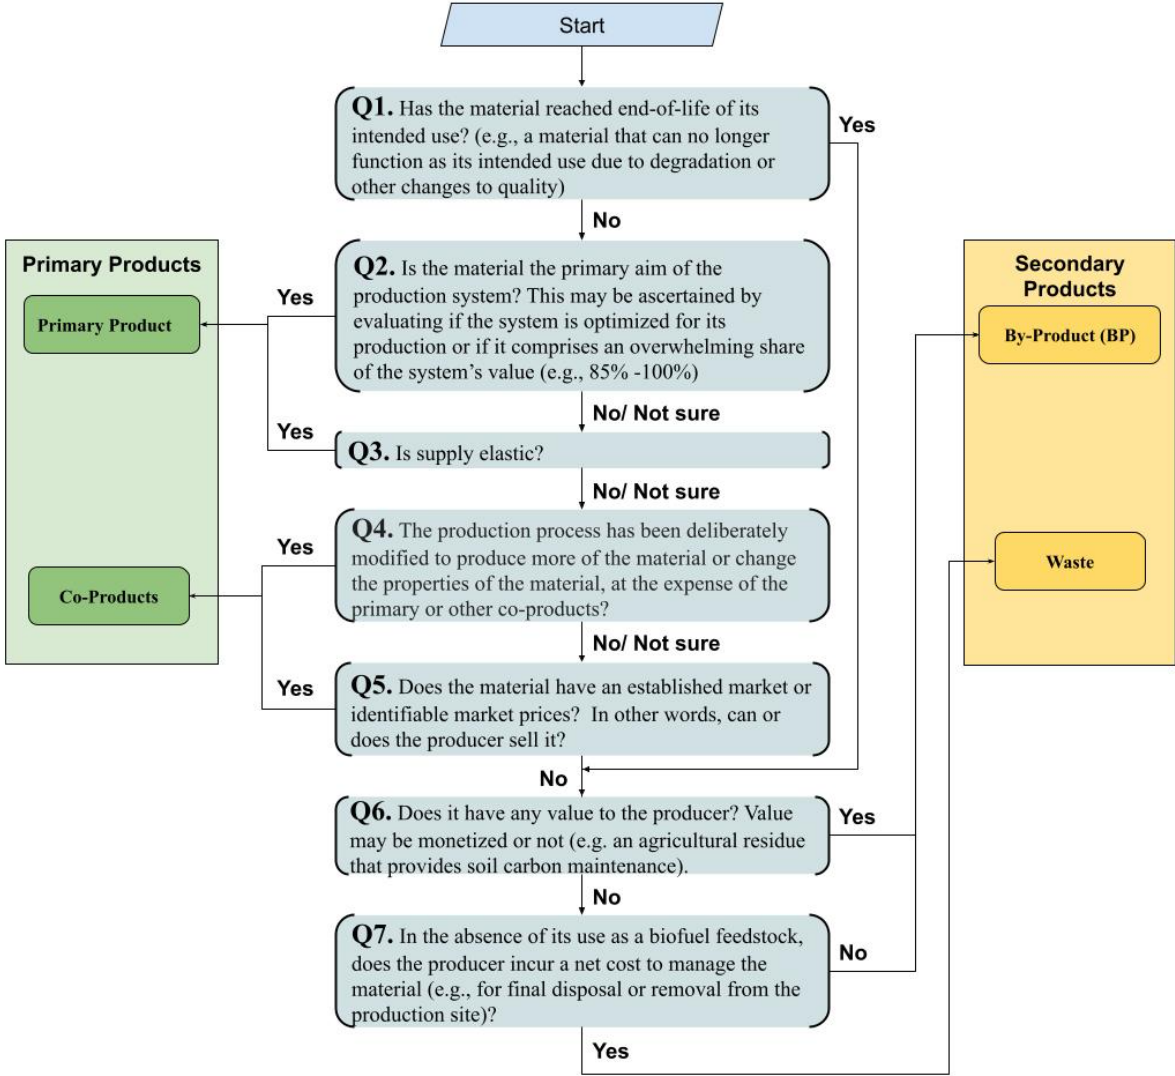 Start
Q1. Has the material reached end-of-life of its
intended use? (e.g., a material that can no longer
function as its intended use due to degradation or
other changes to quality)
Yes
No
Primary Products
Primary Product
Co-Products
Yes
Q2. Is the material the primary aim of the
production system? This may be ascertained by
evaluating if the system is optimized for its
production or if it comprises an overwhelming share
of the system's value (e.g., 85% -100%)
No/ Not sure
Yes
Q3. Is supply elastic?
No/ Not sure
Yes
Q4. The production process has been deliberately
modified to produce more of the material or change
the properties of the material, at the expense of the
primary or other co-products?
No/ Not sure
Yes
Q5. Does the material have an established market or
identifiable market prices?  In other words, can or
does the producer sell it?
No
Q6. Does it have any value to the producer? Value
may be monetized or not (e.g. an agricultural residue
that provides soil carbon maintenance).
Yes
No
Q7. In the absence of its use as a biofuel feedstock,
does the producer incur a net cost to manage the
material (e.g., for final disposal or removal from the
production site)?
No
Yes
Secondary
Products
By-Product (BP)
Waste